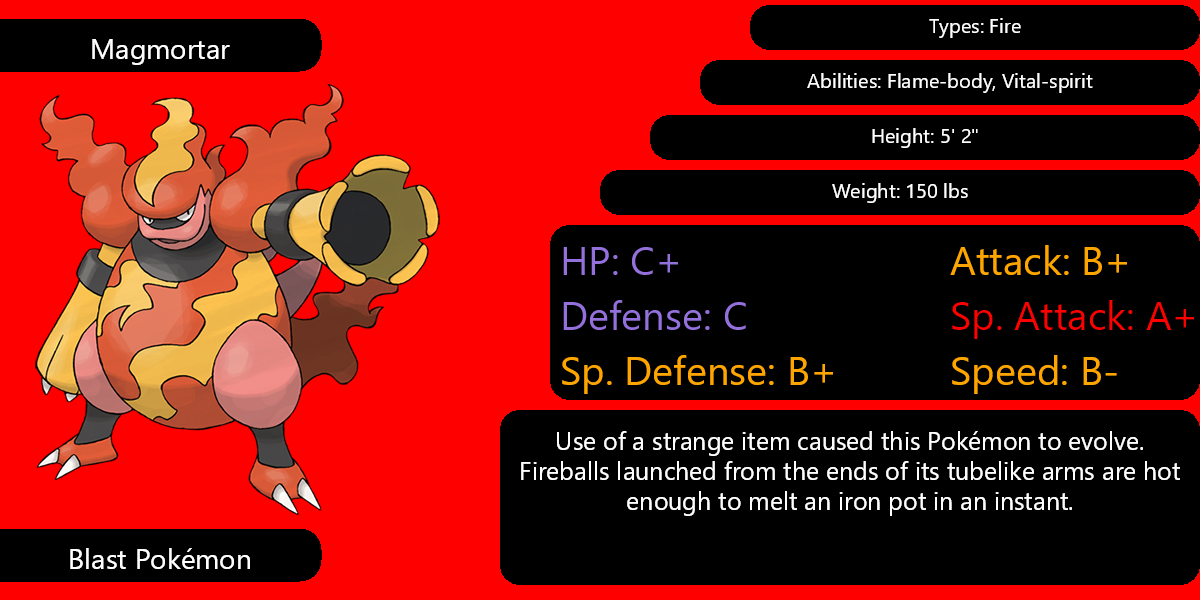 Magmortar
Types: Fire
Abilities: Flame-body, Vital-spirit
Height: 5' 2"
Weight: 150 lbs
HP: C+
Attack: B+
Defense: C
Sp. Attack: A+
Sp. Defense: B+
Speed: B-
Use of a strange item caused this Pokémon to evolve.
Fireballs launched from the ends of its tubelike arms are hot
enough to melt an iron pot in an instant.
Blast Pokémon